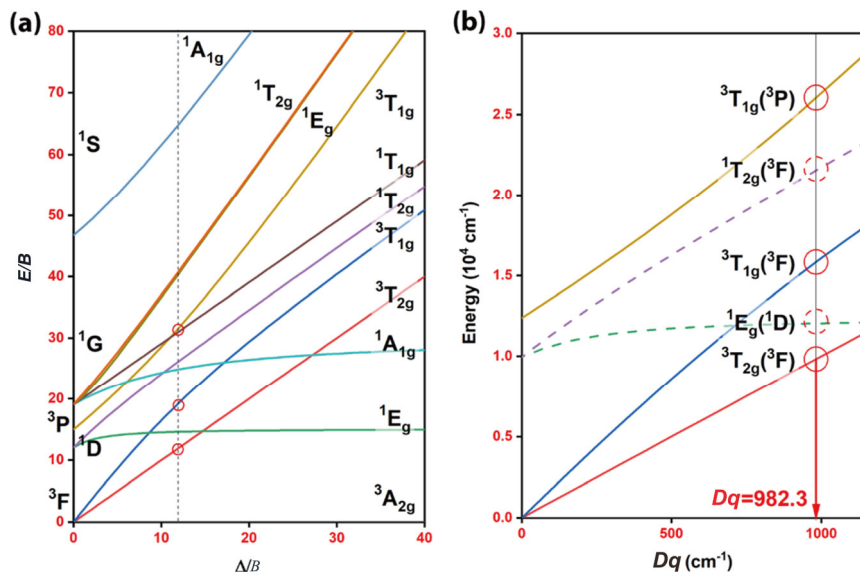 (a)
80
70
60
50
40
30
20
10
0
E/B
¹A₁g
¹T₂g
¹Eg
³T₁g
¹S
¹T₁g
¹T₂g
³T₁g
³T₂g
¹G
¹A₁g
³P
¹D
¹Eg
³F
³A₂g
0 10 20 30 40
Δ/B
(b)
3.0
2.5
2.0
1.5
1.0
0.5
0.0
Energy (10⁴ cm⁻¹)
³T₁g(³P)
¹T₂g(³F)
³T₁g(³F)
¹Eg(¹D)
³T₂g(³F)
Dq=982.3
0 500 1000
Dq (cm⁻¹)